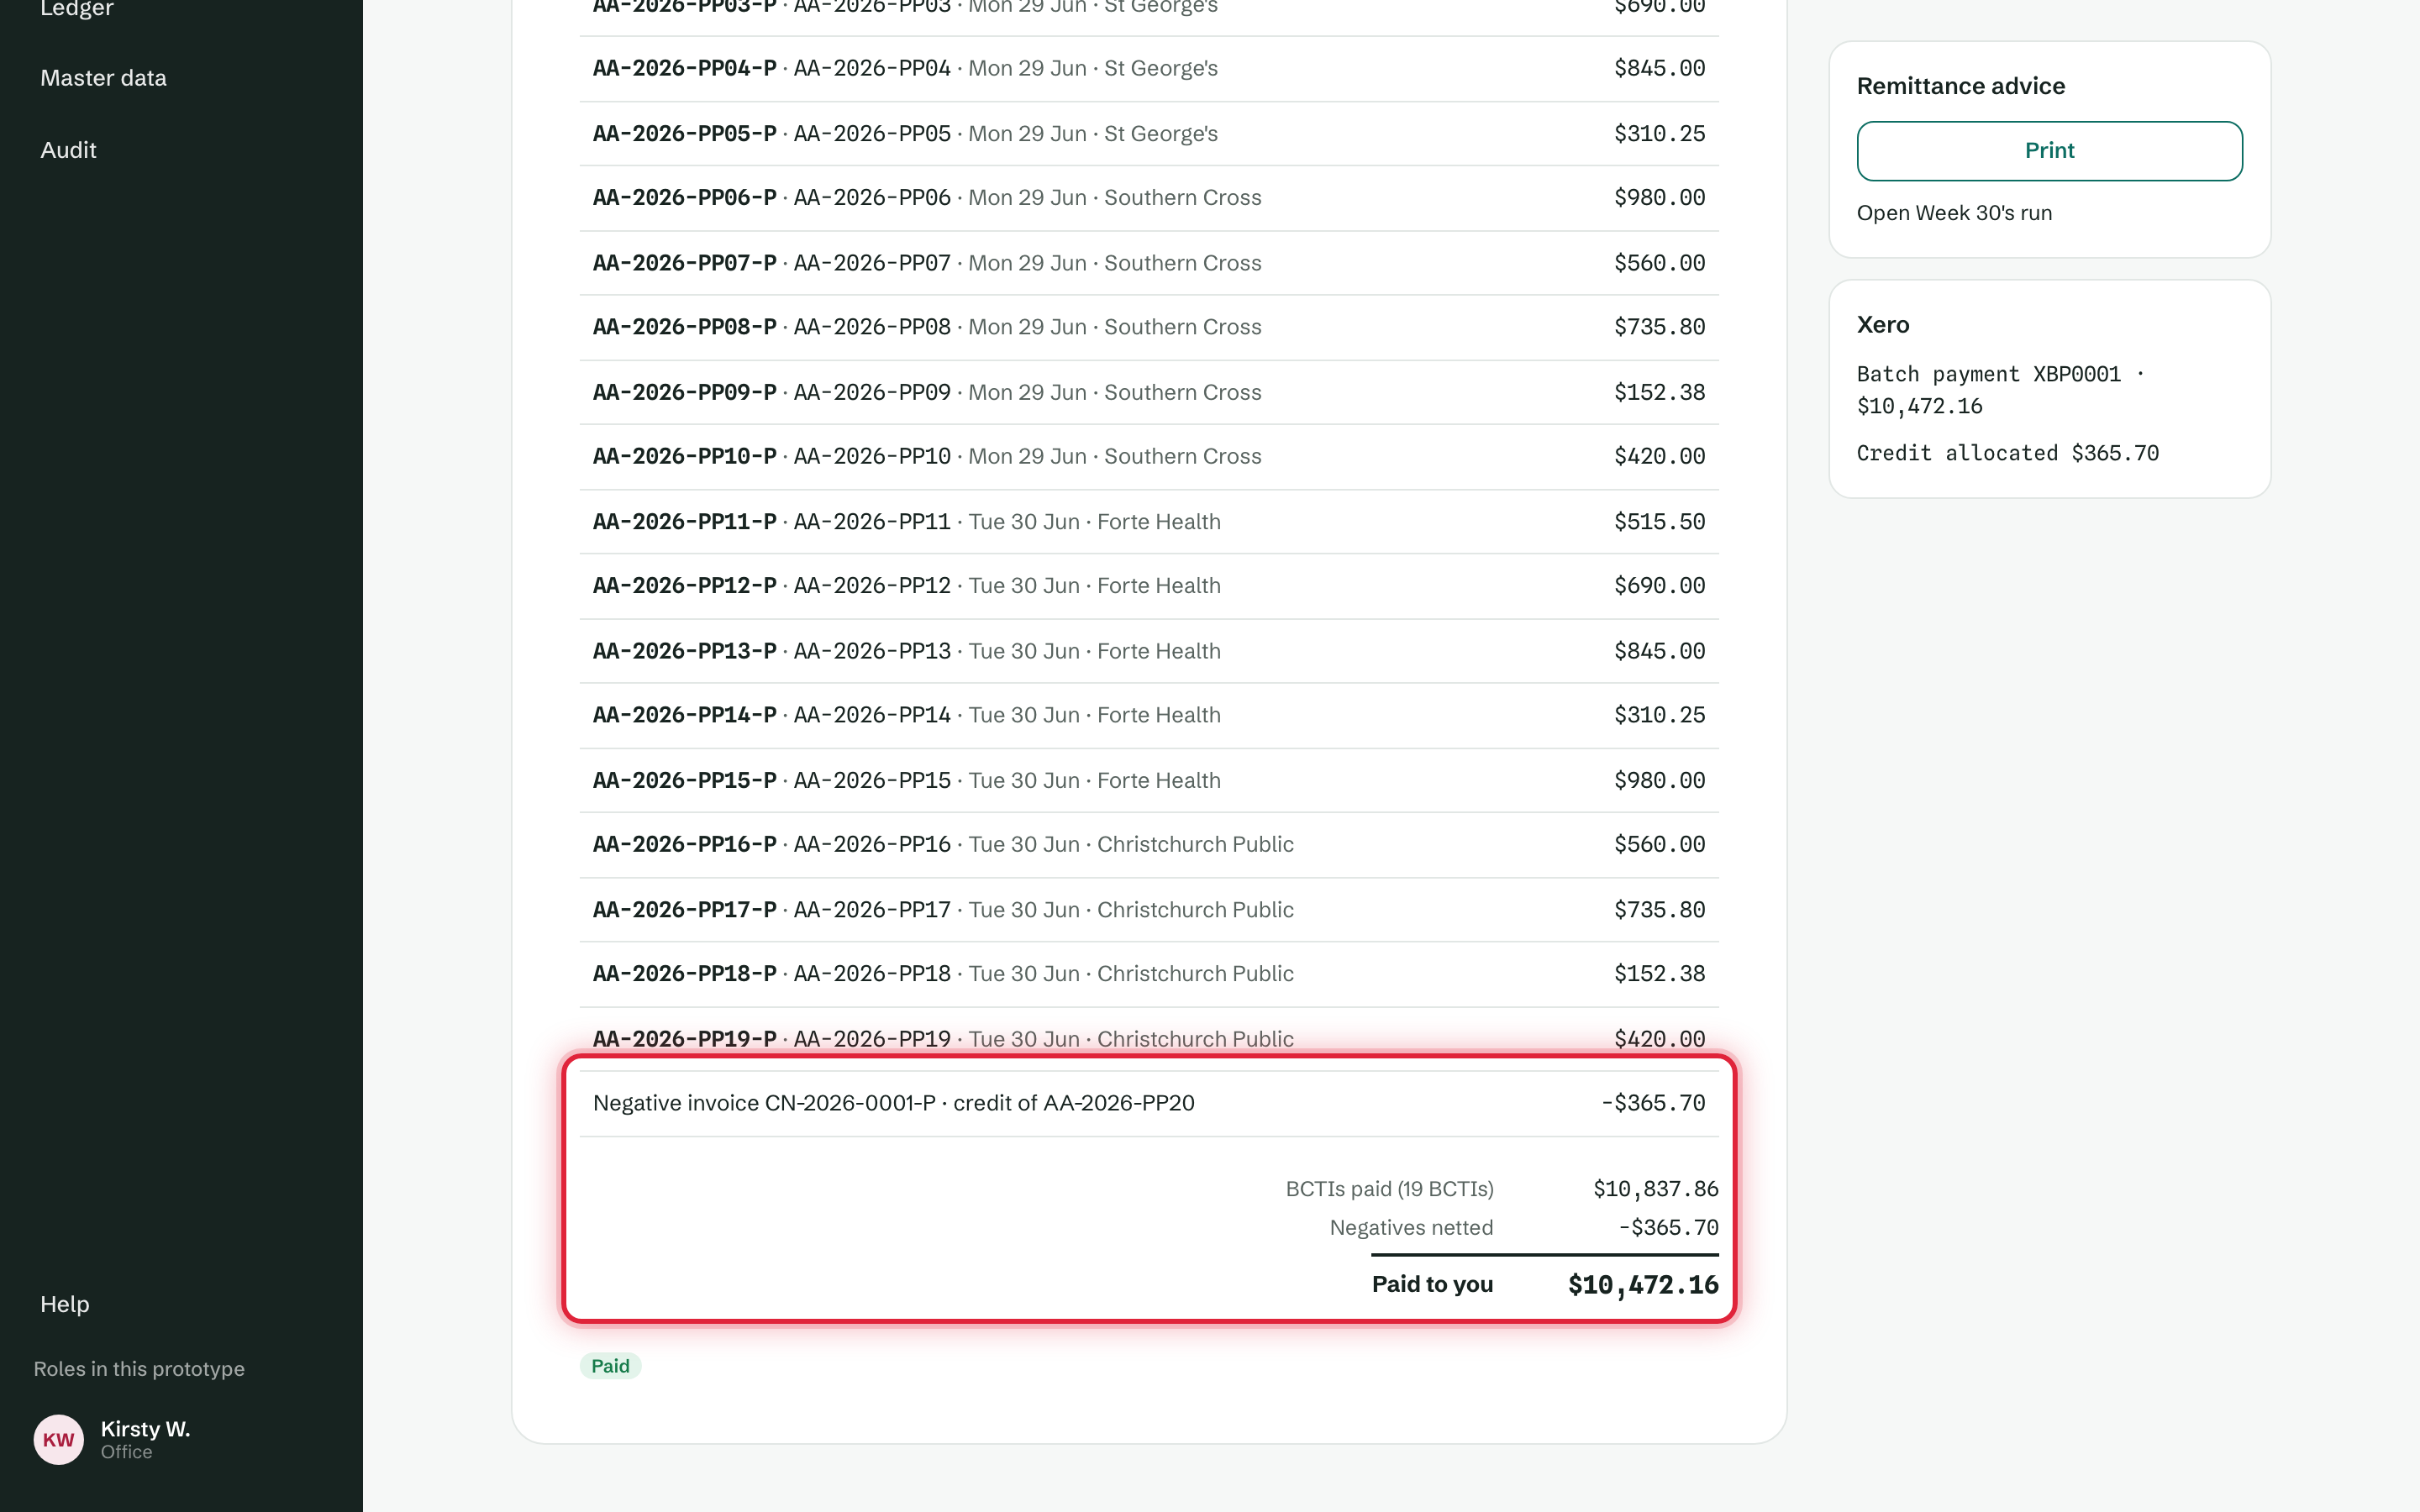 Ledger
Master data
Audit
Help
Roles in this prototype
KW
Kirsty W.
Office
AA-2026-PP03-P · AA-2026-PP03 · Mon 29 Jun · St George's $690.00
AA-2026-PP04-P · AA-2026-PP04 · Mon 29 Jun · St George's $845.00
AA-2026-PP05-P · AA-2026-PP05 · Mon 29 Jun · St George's $310.25
AA-2026-PP06-P · AA-2026-PP06 · Mon 29 Jun · Southern Cross $980.00
AA-2026-PP07-P · AA-2026-PP07 · Mon 29 Jun · Southern Cross $560.00
AA-2026-PP08-P · AA-2026-PP08 · Mon 29 Jun · Southern Cross $735.80
AA-2026-PP09-P · AA-2026-PP09 · Mon 29 Jun · Southern Cross $152.38
AA-2026-PP10-P · AA-2026-PP10 · Mon 29 Jun · Southern Cross $420.00
AA-2026-PP11-P · AA-2026-PP11 · Tue 30 Jun · Forte Health $515.50
AA-2026-PP12-P · AA-2026-PP12 · Tue 30 Jun · Forte Health $690.00
AA-2026-PP13-P · AA-2026-PP13 · Tue 30 Jun · Forte Health $845.00
AA-2026-PP14-P · AA-2026-PP14 · Tue 30 Jun · Forte Health $310.25
AA-2026-PP15-P · AA-2026-PP15 · Tue 30 Jun · Forte Health $980.00
AA-2026-PP16-P · AA-2026-PP16 · Tue 30 Jun · Christchurch Public $560.00
AA-2026-PP17-P · AA-2026-PP17 · Tue 30 Jun · Christchurch Public $735.80
AA-2026-PP18-P · AA-2026-PP18 · Tue 30 Jun · Christchurch Public $152.38
AA-2026-PP19-P · AA-2026-PP19 · Tue 30 Jun · Christchurch Public $420.00
Negative invoice CN-2026-0001-P · credit of AA-2026-PP20 -$365.70
BCTIs paid (19 BCTIs) $10,837.86
Negatives netted -$365.70
Paid to you $10,472.16
Paid
Remittance advice
Print
Open Week 30's run
Xero
Batch payment XBP0001 ·
$10,472.16
Credit allocated $365.70